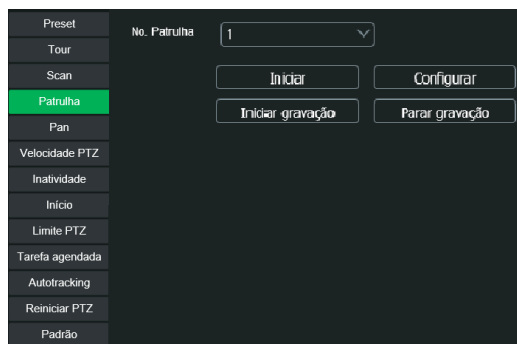 Preset
Tour
Scan
Patrulha
Pan
Velocidade PTZ
Inatividade
Início
Limite PTZ
Tarefa agendada
Autotracking
Reiniciar PTZ
Padrão
No. Patrulha 1
Iniciar Configurar
Iniciar gravação Parar gravação